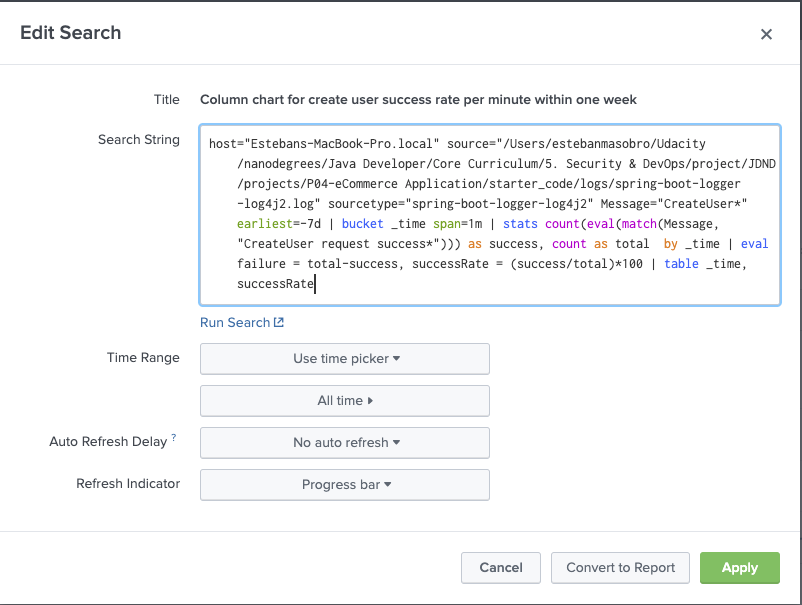 Edit Search
Title Column chart for create user success rate per minute within one week
Search String
host="Estebans-MacBook-Pro.local" source="/Users/estebanmasobro/Udacity
/nanodegrees/Java Developer/Core Curriculum/5. Security & DevOps/project/JDND
/projects/P04-eCommerce Application/starter_code/logs/spring-boot-logger
-log4j2.log" sourcetype="spring-boot-logger-log4j2" Message="CreateUser*"
earliest=-7d | bucket _time span=1m | stats count(eval(match(Message,
"CreateUser request success*"))) as success, count as total  by _time | eval
failure = total-success, successRate = (success/total)*100 | table _time,
successRate
Run Search
Time Range Use time picker
All time
Auto Refresh Delay ? No auto refresh
Refresh Indicator Progress bar
Cancel Convert to Report Apply